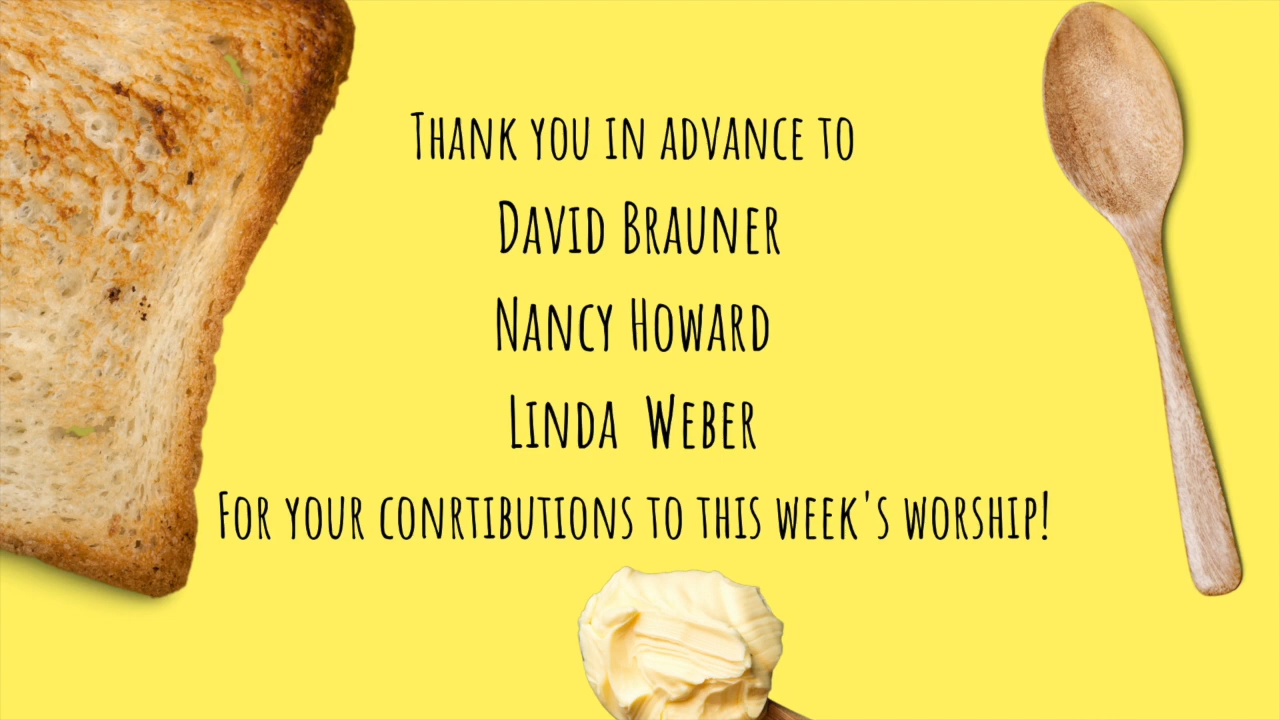 Thank you in advance to
David Brauner
Nancy Howard
Linda Weber
For your conrtibutions to this week's worship!